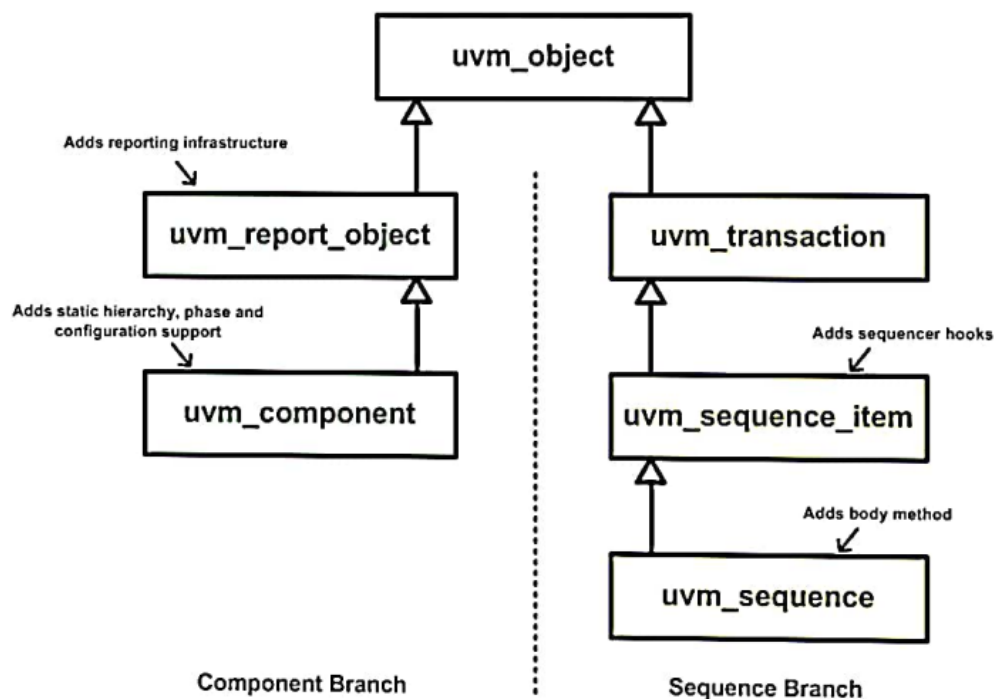 uvm_object
Adds reporting infrastructure
uvm_report_object
uvm_transaction
Adds static hierarchy, phase and
configuration support
Adds sequencer hooks
uvm_component
uvm_sequence_item
Adds body method
uvm_sequence
Component Branch
Sequence Branch